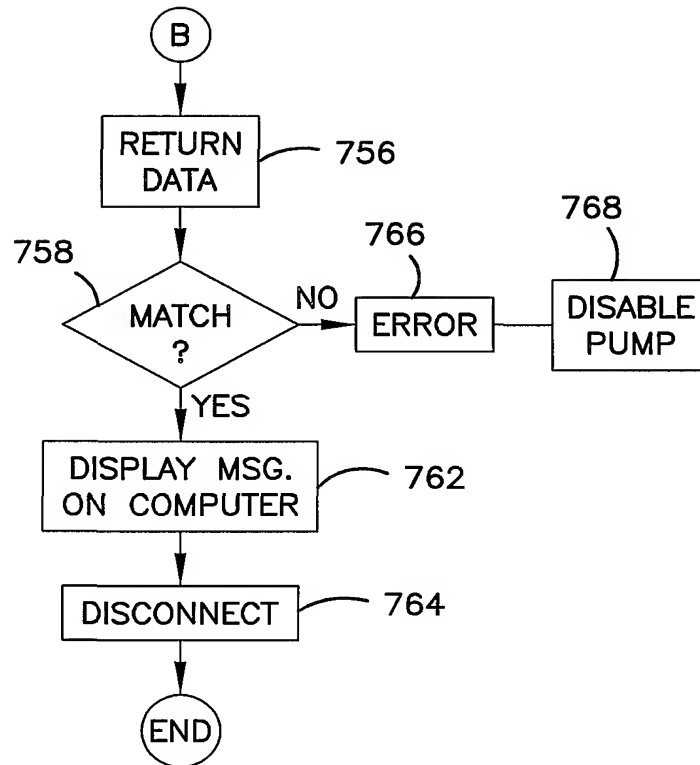 B
RETURN
DATA
756
758
MATCH
?
NO
766
ERROR
768
DISABLE
PUMP
YES
DISPLAY MSG.
ON COMPUTER
762
DISCONNECT
764
END